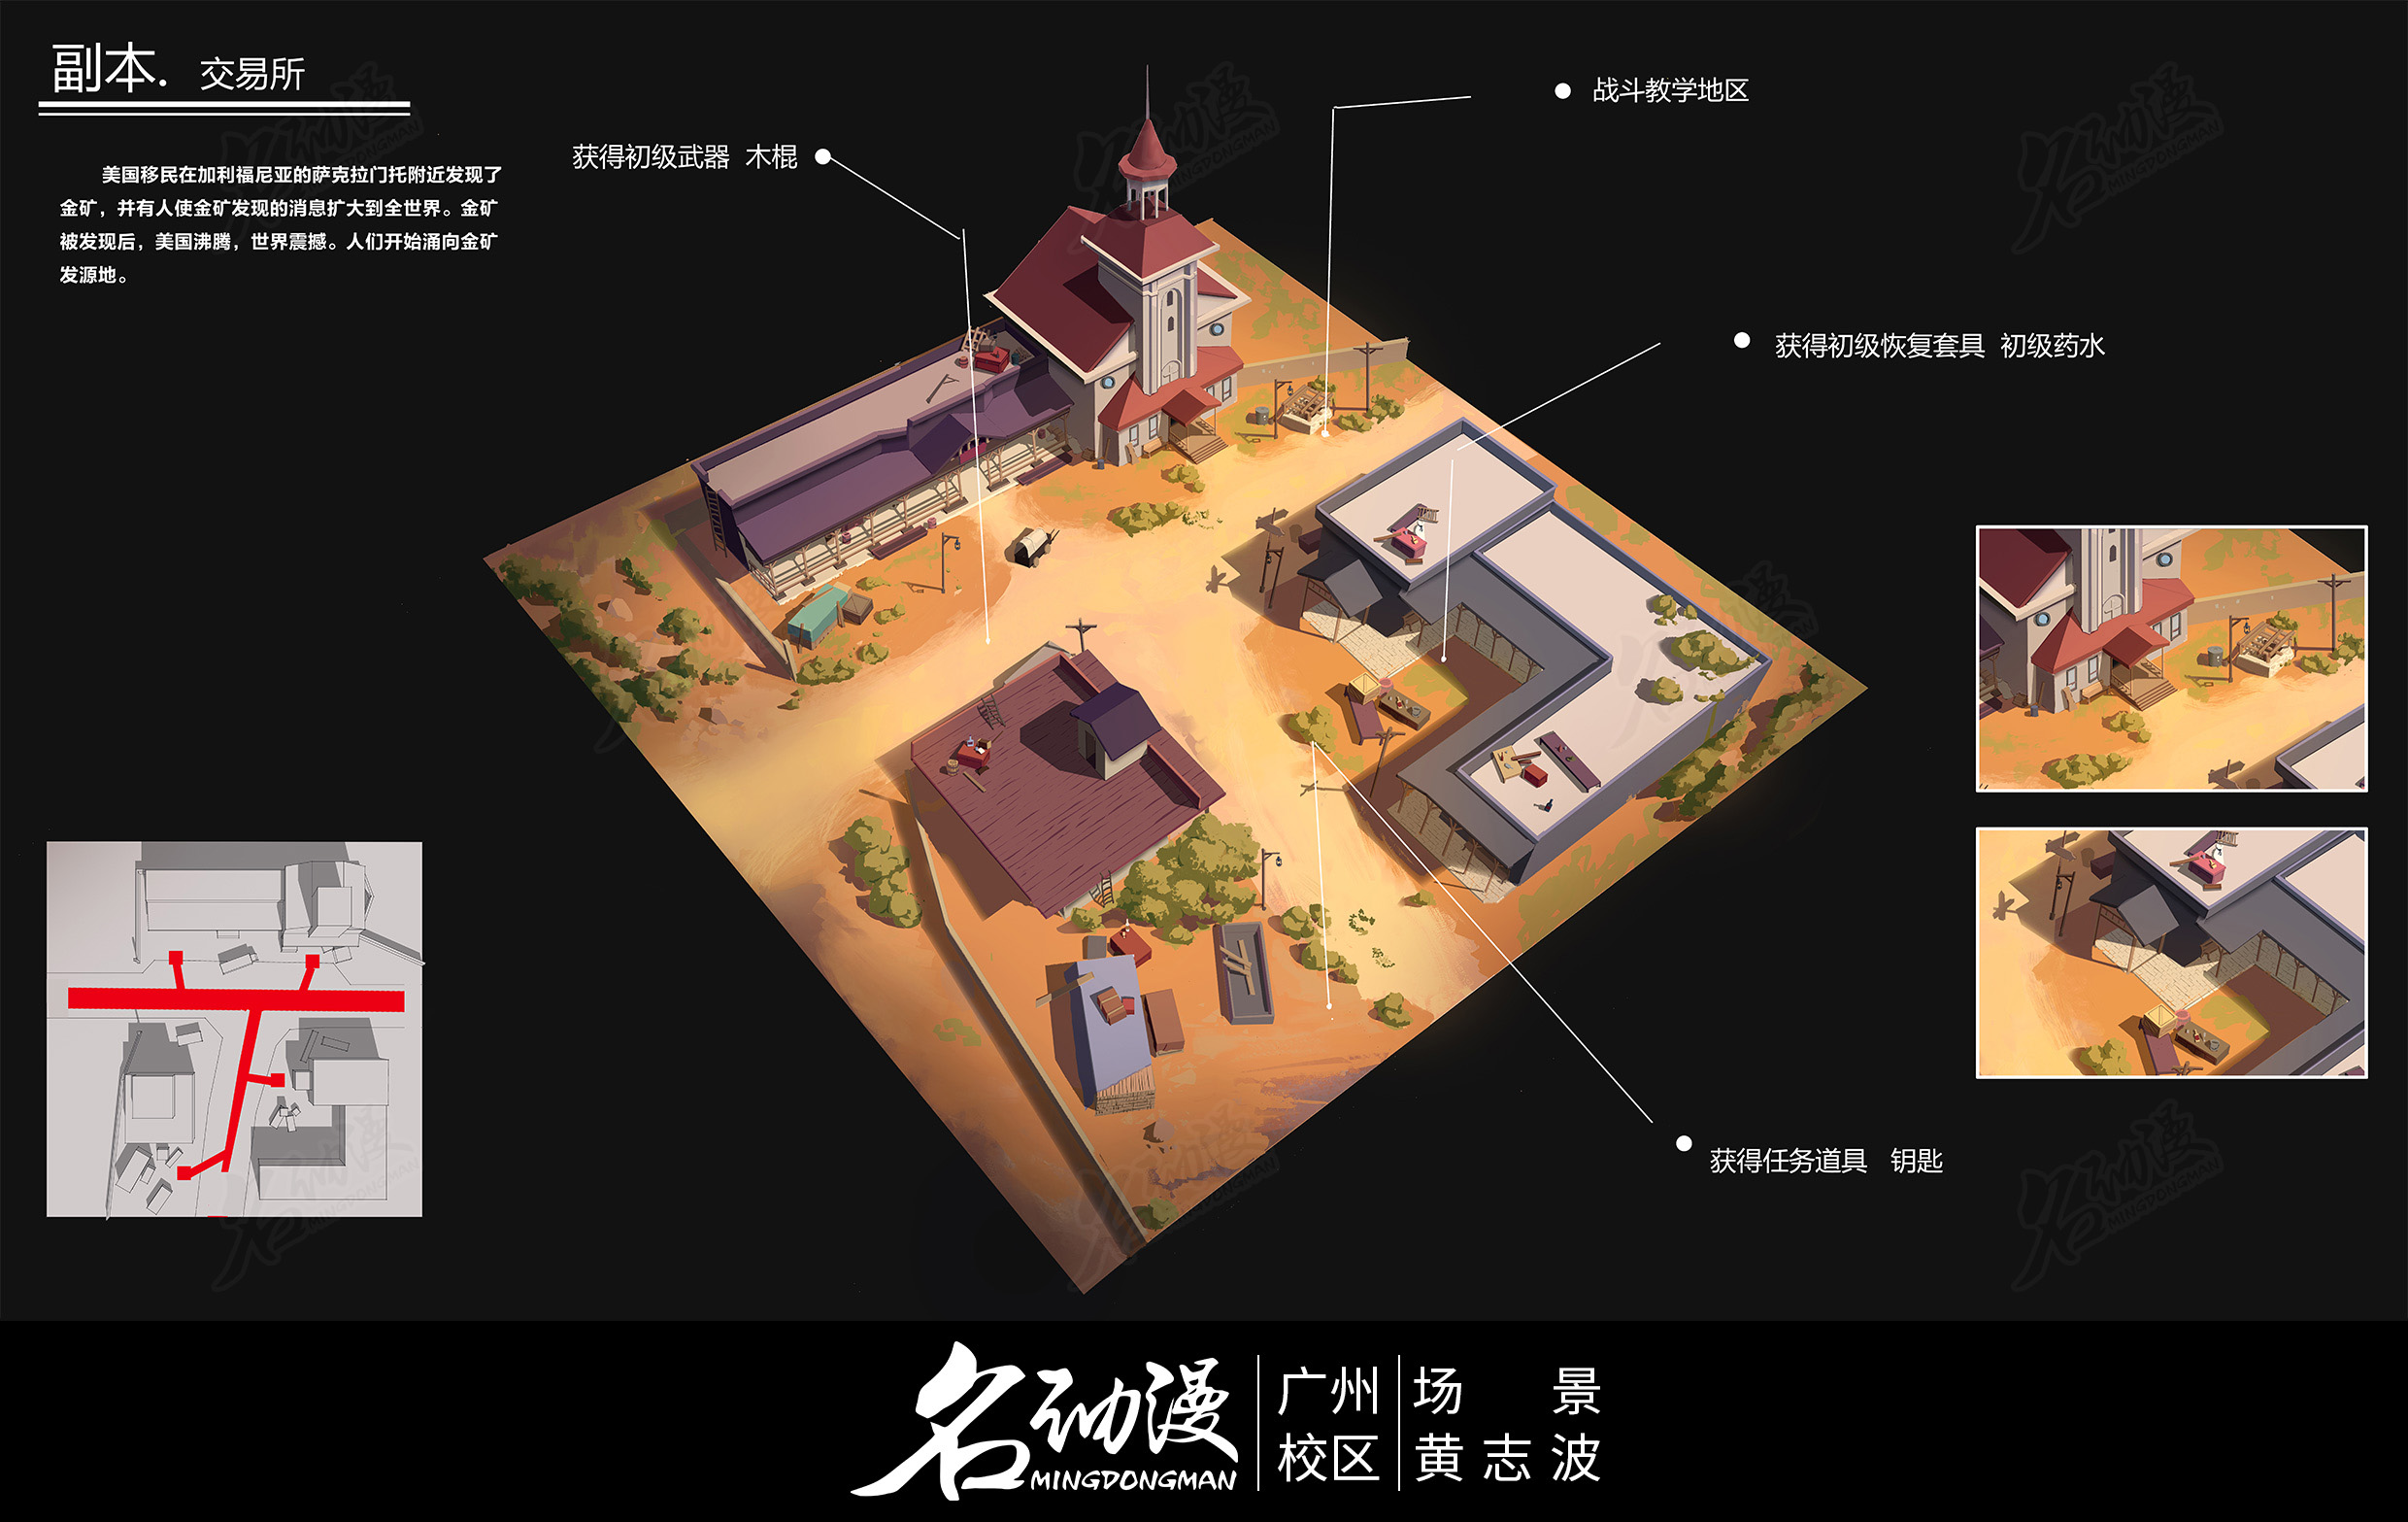 副本. 交易所
美国移民在加利福尼亚的萨克拉门托附近发现了
金矿，并有人使金矿发现的消息扩大到全世界。金矿
被发现后，美国沸腾，世界震撼。人们开始涌向金矿
发源地。
获得初级武器 木棍
战斗教学地区
获得初级恢复套具 初级药水
获得任务道具 钥匙
名动漫
MINGDONGMAN
广州
校区
场景
黄志波